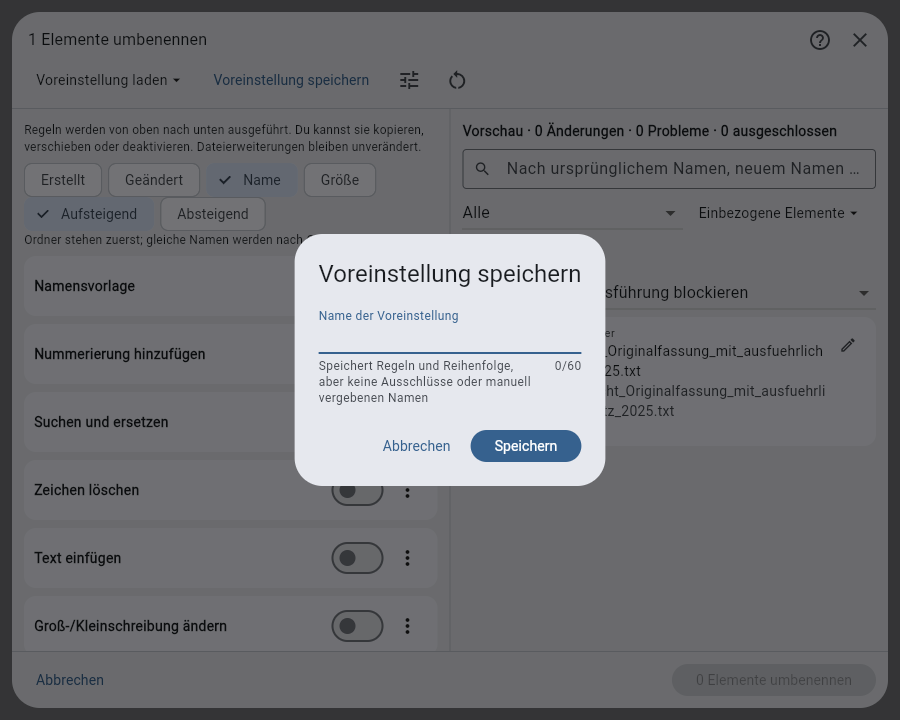 1 Elemente umbenennen
Voreinstellung laden
Voreinstellung speichern
Regeln werden von oben nach unten ausgeführt. Du kannst sie kopieren,
verschieben oder deaktivieren. Dateierweiterungen bleiben unverändert.
Erstellt
Geändert
Name
Größe
Aufsteigend
Absteigend
Ordner stehen zuerst; gleiche Namen werden nach
Namensvorlage
Nummerierung hinzufügen
Suchen und ersetzen
Zeichen löschen
Text einfügen
Groß-/Kleinschreibung ändern
Vorschau · 0 Änderungen · 0 Probleme · 0 ausgeschlossen
Nach ursprünglichem Namen, neuem Namen …
Alle
Einbezogene Elemente
sführung blockieren
er
_Originalfassung_mit_ausfuehrlich
25.txt
ht_Originalfassung_mit_ausfuehrli
tz_2025.txt
Voreinstellung speichern
Name der Voreinstellung
Speichert Regeln und Reihenfolge,
aber keine Ausschlüsse oder manuell
vergebenen Namen
0/60
Abbrechen
Speichern
Abbrechen
0 Elemente umbenennen